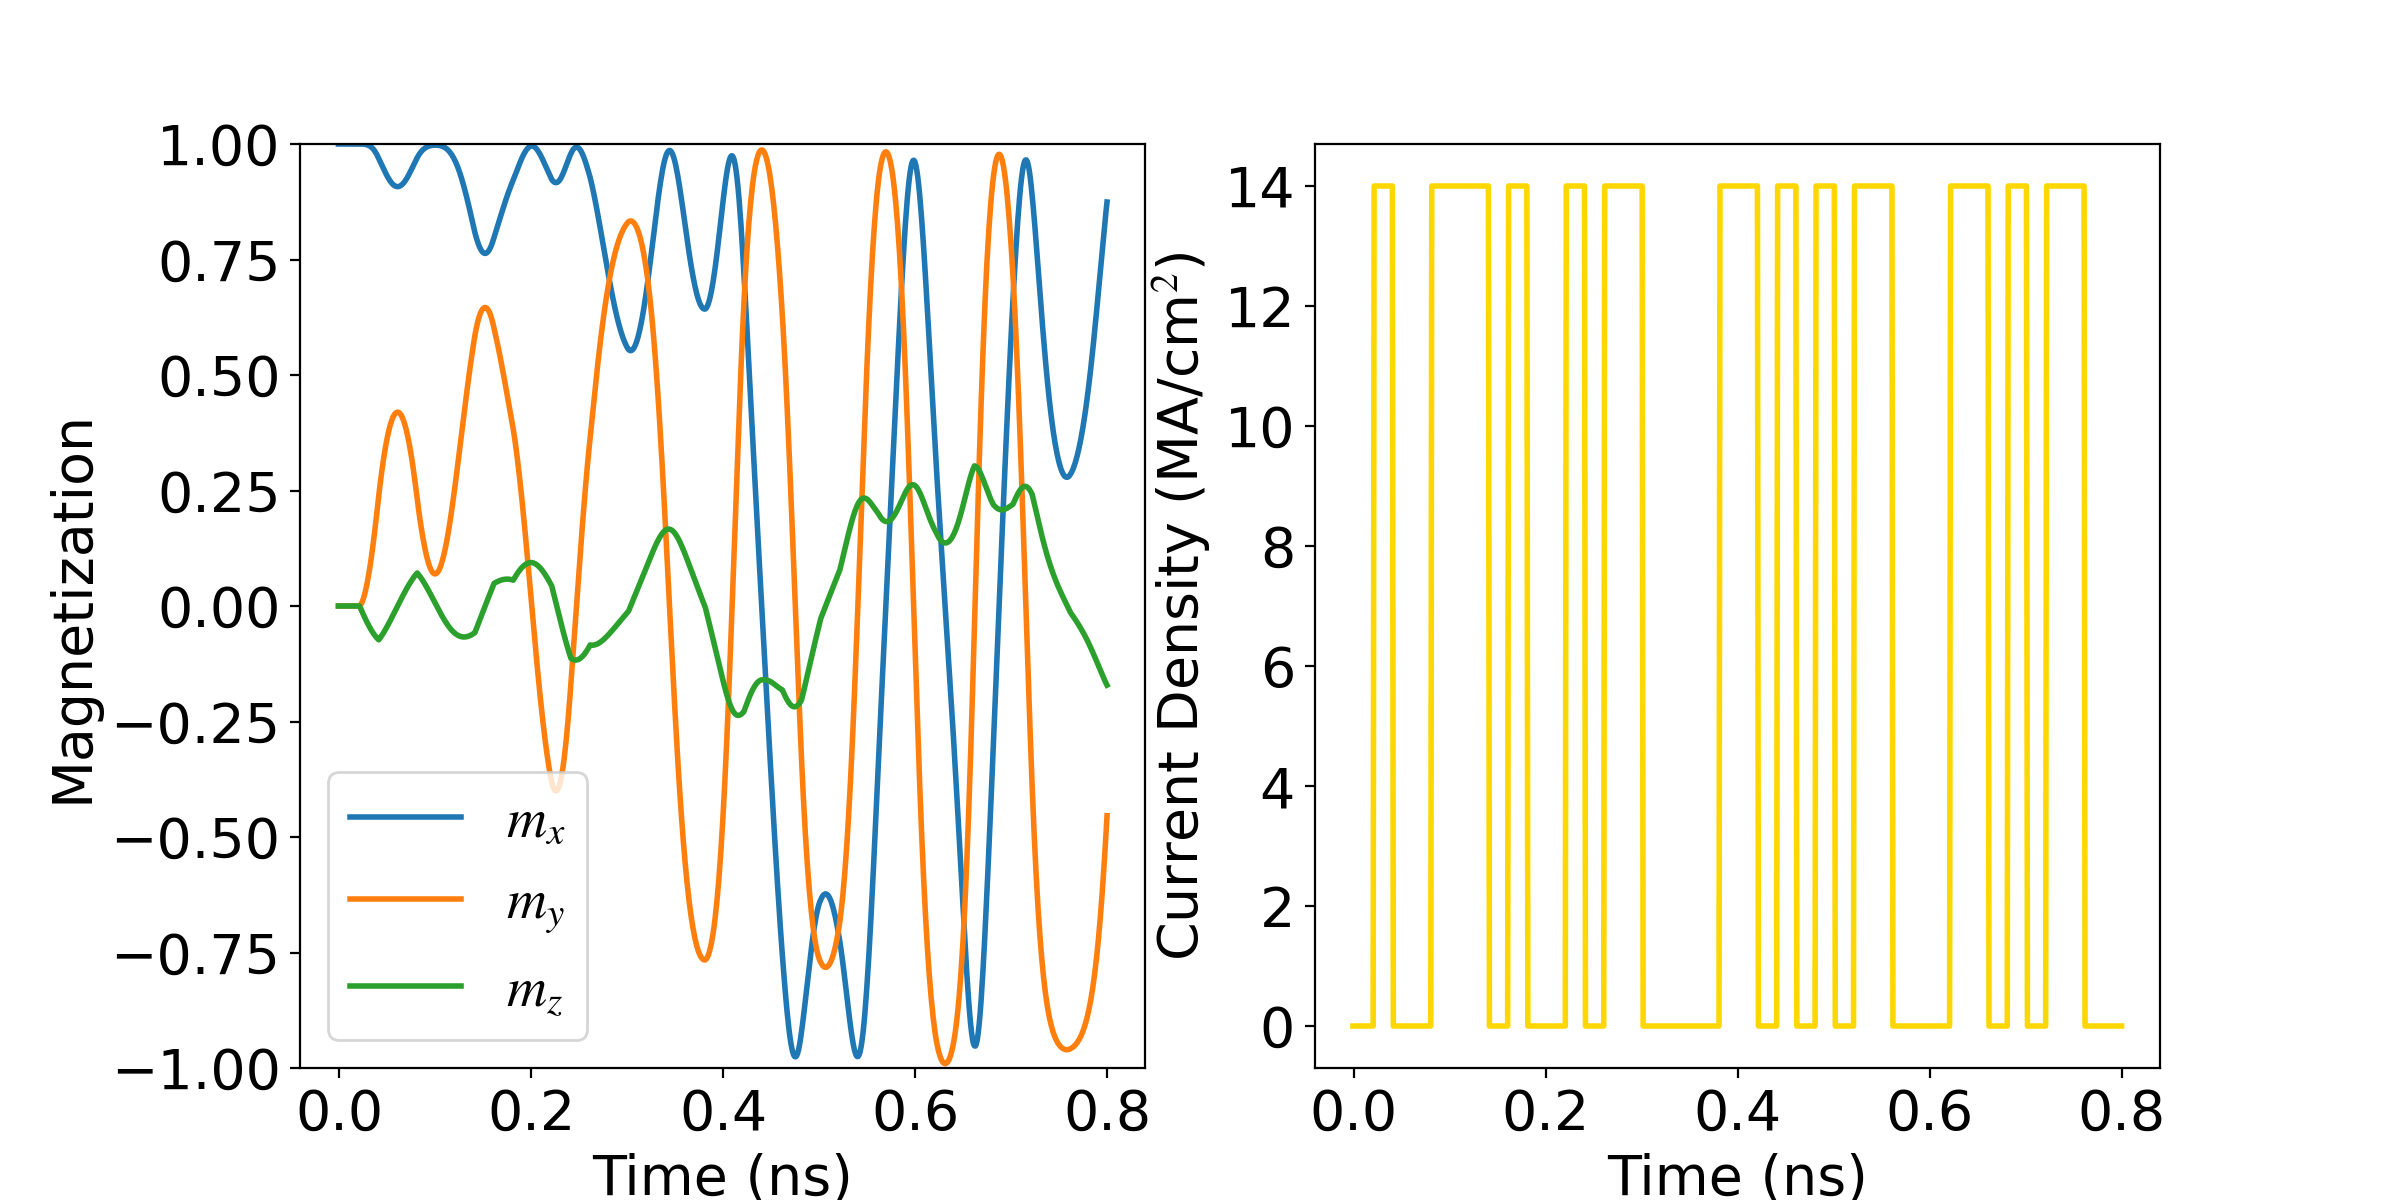 Magnetization
1.00
0.75
0.50
0.25
0.00
−0.25
−0.50
−0.75
−1.00
m_x
m_y
m_z
0.0 0.2 0.4 0.6 0.8
Time (ns)
Current Density (MA/cm²)
14
12
10
8
6
4
2
0
0.0 0.2 0.4 0.6 0.8
Time (ns)